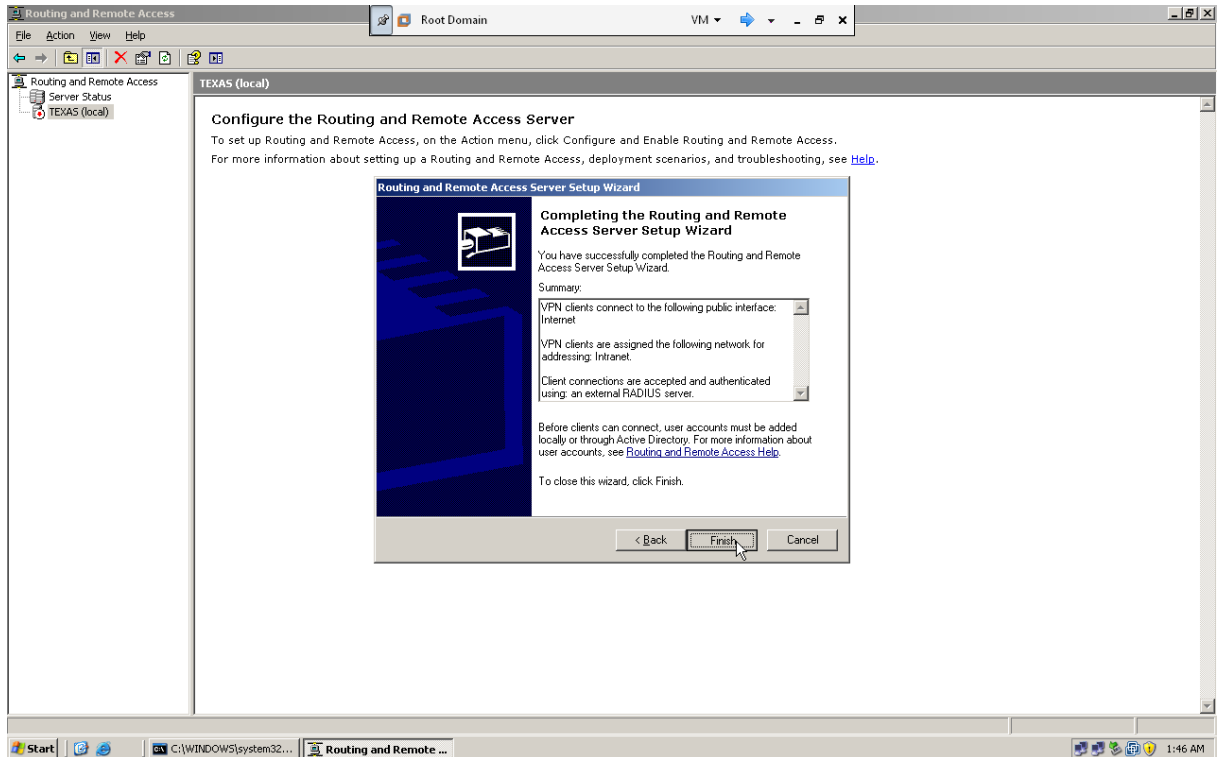 Routing and Remote Access
Root Domain
VM
File Action View Help
Routing and Remote Access
Server Status
TEXAS (local)
TEXAS (local)
Configure the Routing and Remote Access Server
To set up Routing and Remote Access, on the Action menu, click Configure and Enable Routing and Remote Access.
For more information about setting up a Routing and Remote Access, deployment scenarios, and troubleshooting, see Help.
Routing and Remote Access Server Setup Wizard
Completing the Routing and Remote
Access Server Setup Wizard
You have successfully completed the Routing and Remote
Access Server Setup Wizard.
Summary:
VPN clients connect to the following public interface:
Internet
VPN clients are assigned the following network for
addressing: Intranet.
Client connections are accepted and authenticated
using: an external RADIUS server.
Before clients can connect, user accounts must be added
locally or through Active Directory. For more information about
user accounts, see Routing and Remote Access Help.
To close this wizard, click Finish.
< Back Finish Cancel
Start C:\WINDOWS\system32... Routing and Remote ... 1:46 AM